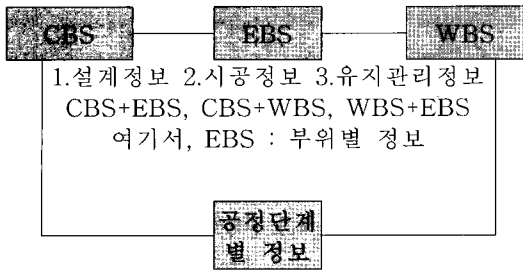 CBS EBS WBS
1.설계정보 2.시공정보 3.유지관리정보
CBS+EBS, CBS+WBS, WBS+EBS
여기서, EBS : 부위별 정보
공정단계
별 정보